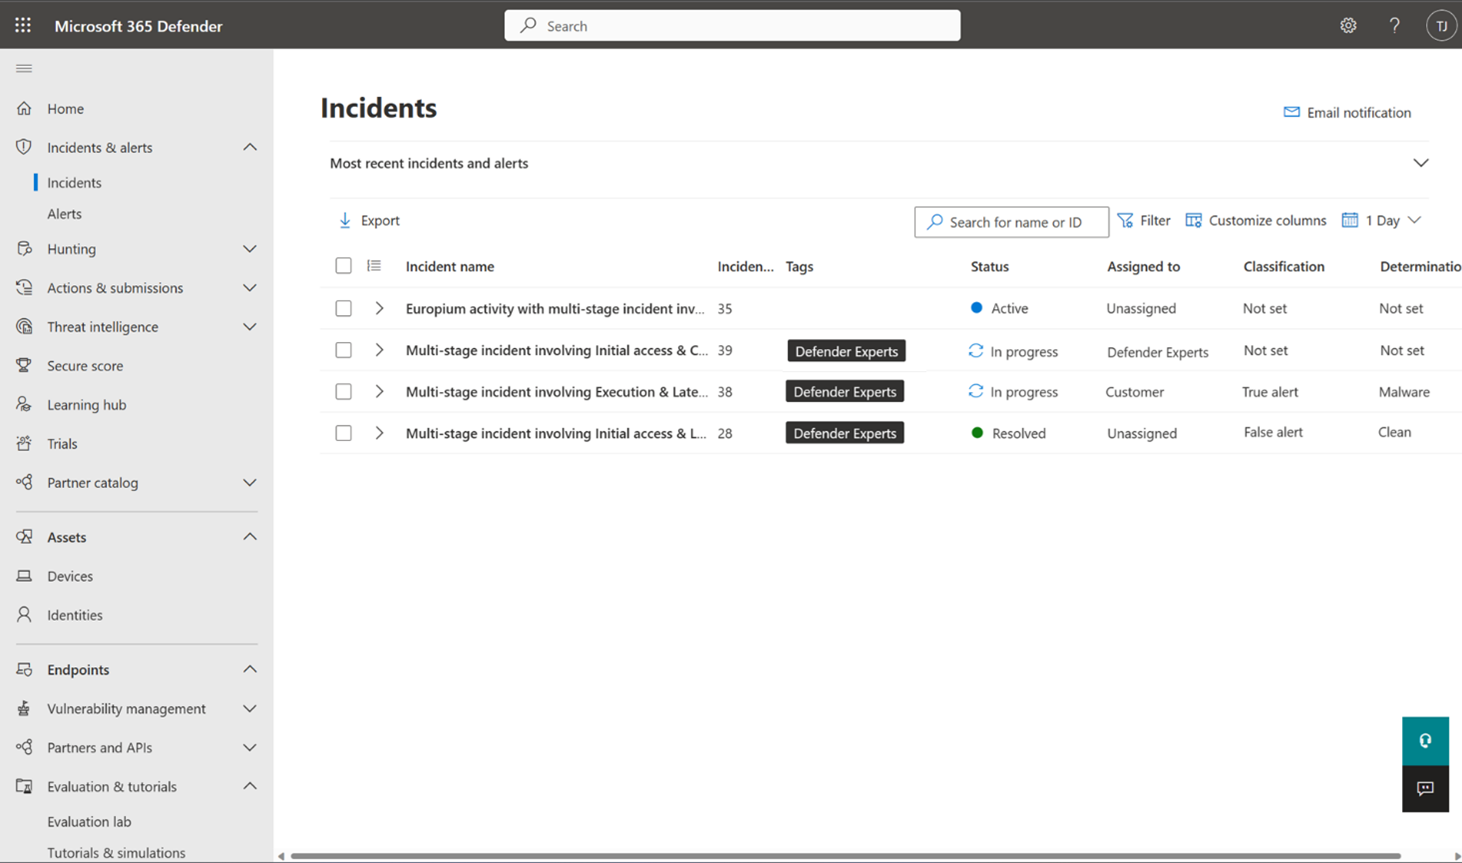 Microsoft 365 Defender
Search
?
TJ
Home
Incidents & alerts
Incidents
Alerts
Hunting
Actions & submissions
Threat intelligence
Secure score
Learning hub
Trials
Partner catalog
Assets
Devices
Identities
Endpoints
Vulnerability management
Partners and APIs
Evaluation & tutorials
Evaluation lab
Tutorials & simulations
Incidents
Email notification
Most recent incidents and alerts
Export
Search for name or ID
Filter
Customize columns
1 Day
Incident name Inciden... Tags Status Assigned to Classification Determinatio
Europium activity with multi-stage incident inv... 35 Active Unassigned Not set Not set
Multi-stage incident involving Initial access & C... 39 Defender Experts In progress Defender Experts Not set Not set
Multi-stage incident involving Execution & Late... 38 Defender Experts In progress Customer True alert Malware
Multi-stage incident involving Initial access & L... 28 Defender Experts Resolved Unassigned False alert Clean